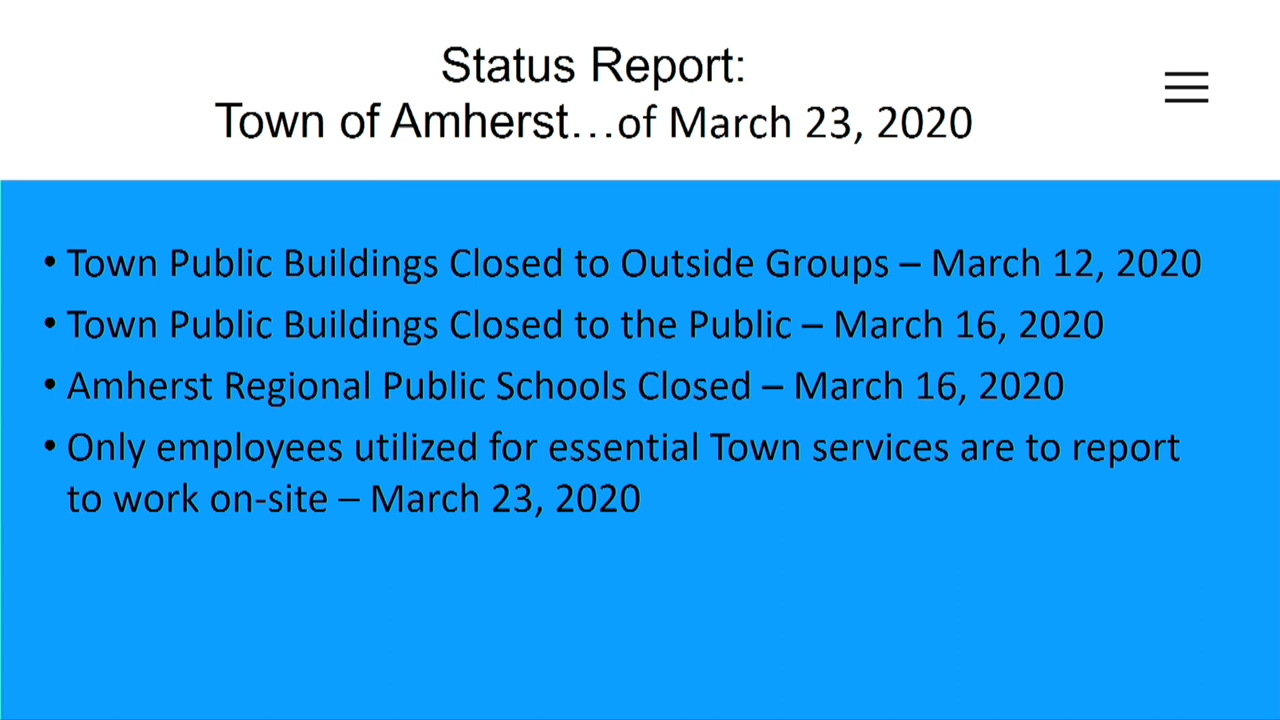 Status Report:
Town of Amherst…of March 23, 2020
• Town Public Buildings Closed to Outside Groups – March 12, 2020
• Town Public Buildings Closed to the Public – March 16, 2020
• Amherst Regional Public Schools Closed – March 16, 2020
• Only employees utilized for essential Town services are to report
to work on-site – March 23, 2020